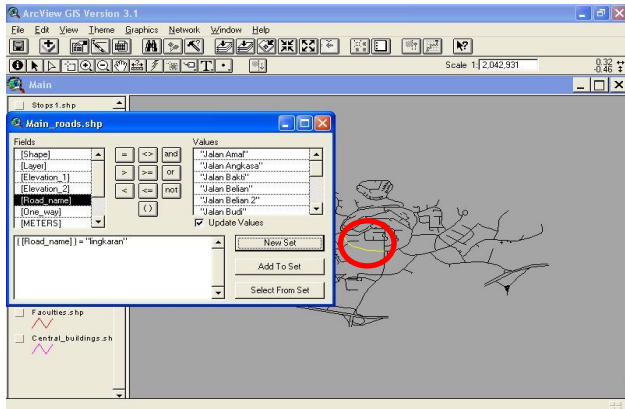 ArcView GIS Version 3.1
File Edit View Theme Graphics Network Window Help
Scale 1: 2,042,931
0.32
-0.46
Main
Stops1.shp
Main_roads.shp
Fields
Values
[Shape]
[Layer]
[Elevation_1]
[Elevation_2]
[Road_name]
[One_way]
[METERS]
= <> and
> >= or
< <= not
( )
"Jalan Amal"
"Jalan Angkasa"
"Jalan Bakti"
"Jalan Belian"
"Jalan Belian 2"
"Jalan Budi"
Update Values
( [Road_name] ) = "lingkaran"
New Set
Add To Set
Select From Set
Faculties.shp
Central_buildings.sh